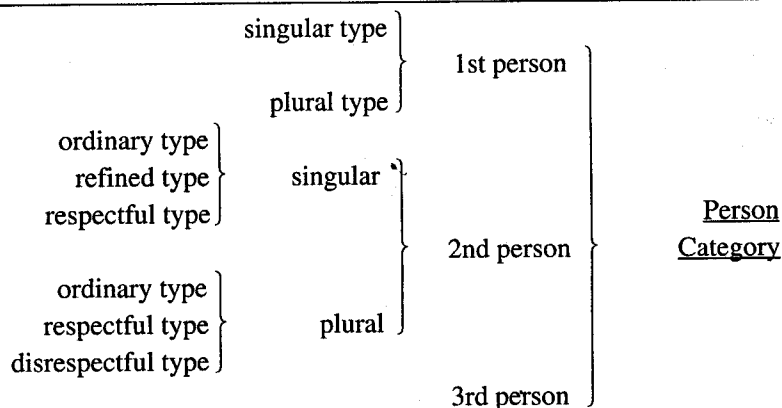 singular type
1st person
plural type
ordinary type
refined type
singular
respectful type
Person
Category
2nd person
ordinary type
respectful type
plural
disrespectful type
3rd person